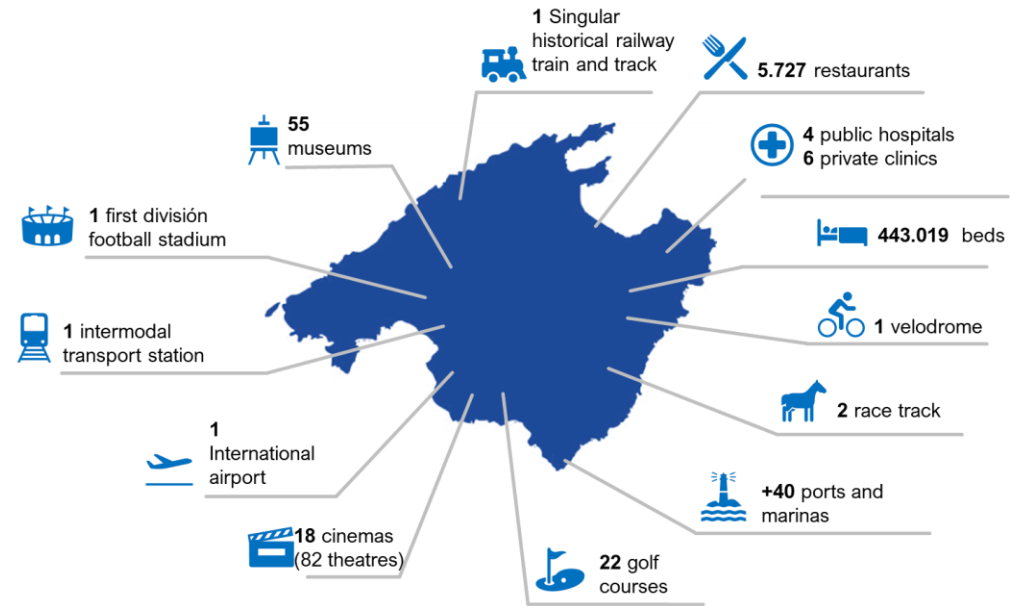 1 Singular
historical railway
train and track
5.727 restaurants
55
museums
4 public hospitals
6 private clinics
1 first división
football stadium
443.019 beds
1 intermodal
transport station
1 velodrome
2 race track
1
International
airport
+40 ports and
marinas
18 cinemas
(82 theatres)
22 golf
courses